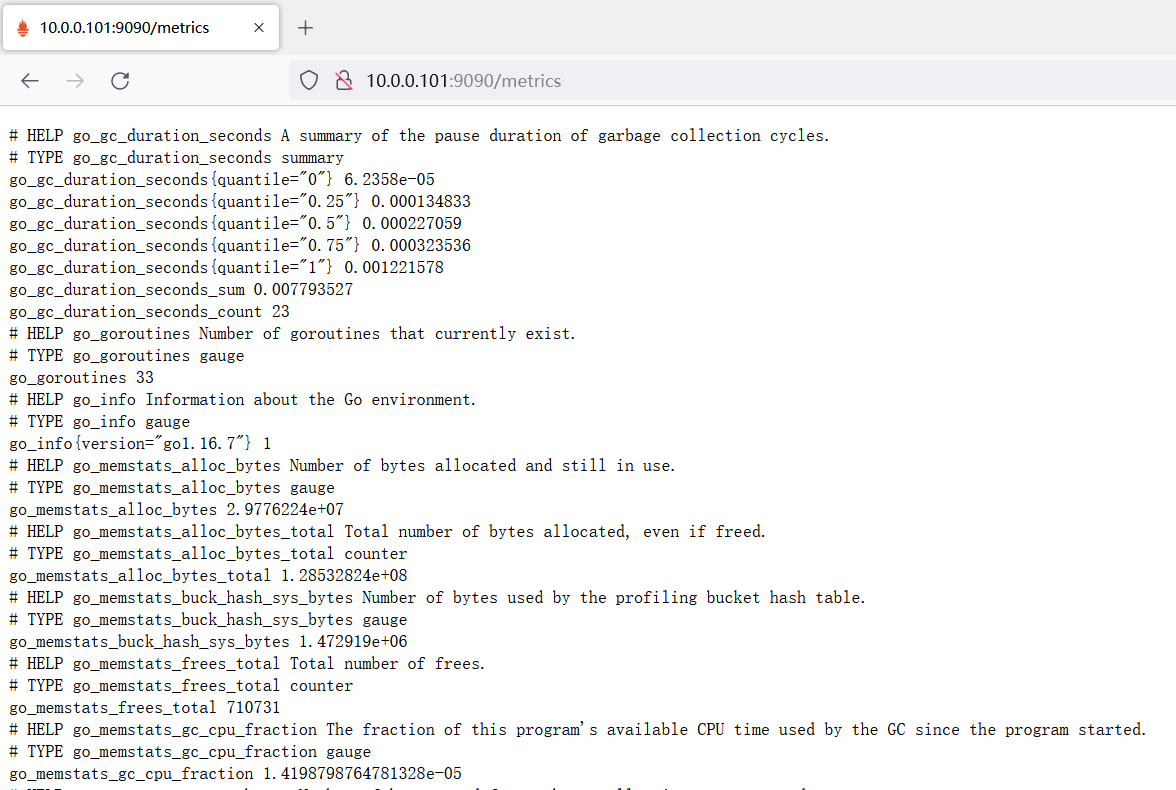 10.0.0.101:9090/metrics
10.0.0.101:9090/metrics
# HELP go_gc_duration_seconds A summary of the pause duration of garbage collection cycles.
# TYPE go_gc_duration_seconds summary
go_gc_duration_seconds{quantile="0"} 6.2358e-05
go_gc_duration_seconds{quantile="0.25"} 0.000134833
go_gc_duration_seconds{quantile="0.5"} 0.000227059
go_gc_duration_seconds{quantile="0.75"} 0.000323536
go_gc_duration_seconds{quantile="1"} 0.001221578
go_gc_duration_seconds_sum 0.007793527
go_gc_duration_seconds_count 23
# HELP go_goroutines Number of goroutines that currently exist.
# TYPE go_goroutines gauge
go_goroutines 33
# HELP go_info Information about the Go environment.
# TYPE go_info gauge
go_info{version="go1.16.7"} 1
# HELP go_memstats_alloc_bytes Number of bytes allocated and still in use.
# TYPE go_memstats_alloc_bytes gauge
go_memstats_alloc_bytes 2.9776224e+07
# HELP go_memstats_alloc_bytes_total Total number of bytes allocated, even if freed.
# TYPE go_memstats_alloc_bytes_total counter
go_memstats_alloc_bytes_total 1.28532824e+08
# HELP go_memstats_buck_hash_sys_bytes Number of bytes used by the profiling bucket hash table.
# TYPE go_memstats_buck_hash_sys_bytes gauge
go_memstats_buck_hash_sys_bytes 1.472919e+06
# HELP go_memstats_frees_total Total number of frees.
# TYPE go_memstats_frees_total counter
go_memstats_frees_total 710731
# HELP go_memstats_gc_cpu_fraction The fraction of this program's available CPU time used by the GC since the program started.
# TYPE go_memstats_gc_cpu_fraction gauge
go_memstats_gc_cpu_fraction 1.4198798764781328e-05